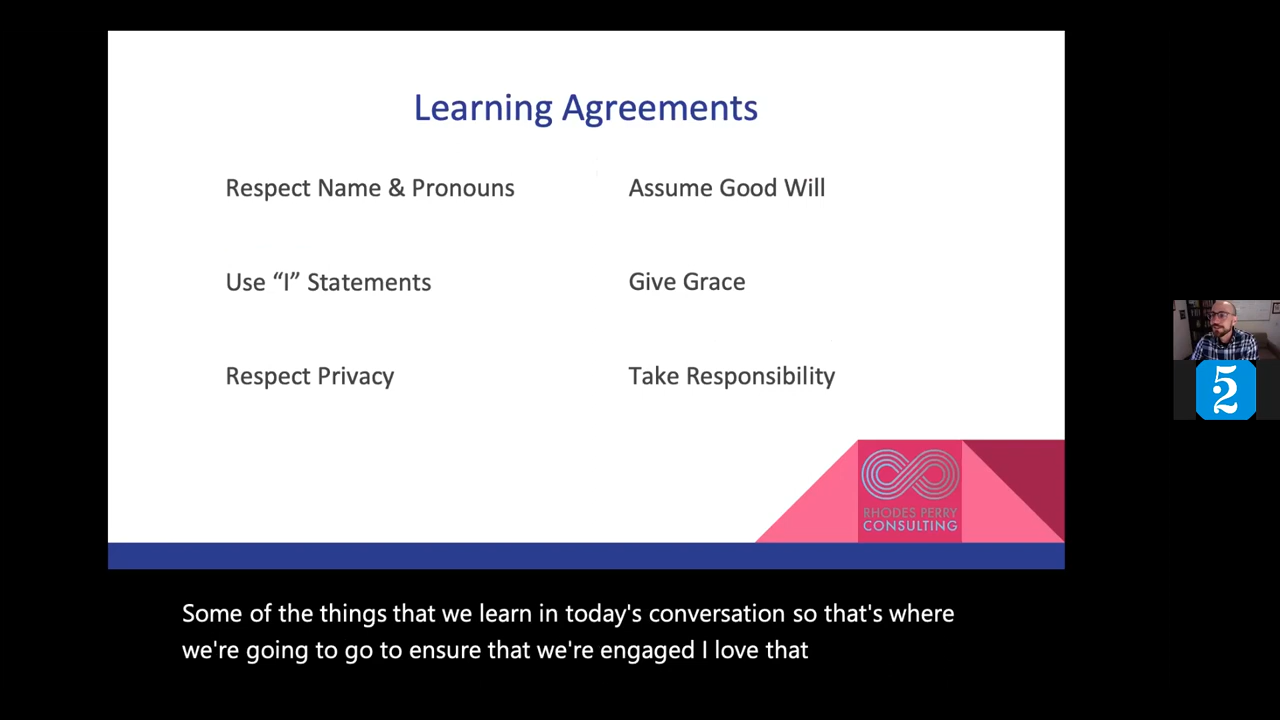 Learning Agreements
Respect Name & Pronouns
Assume Good Will
Use “I” Statements
Give Grace
Respect Privacy
Take Responsibility
RHODES PERRY
CONSULTING
52
Some of the things that we learn in today's conversation so that's where
we're going to go to ensure that we're engaged I love that